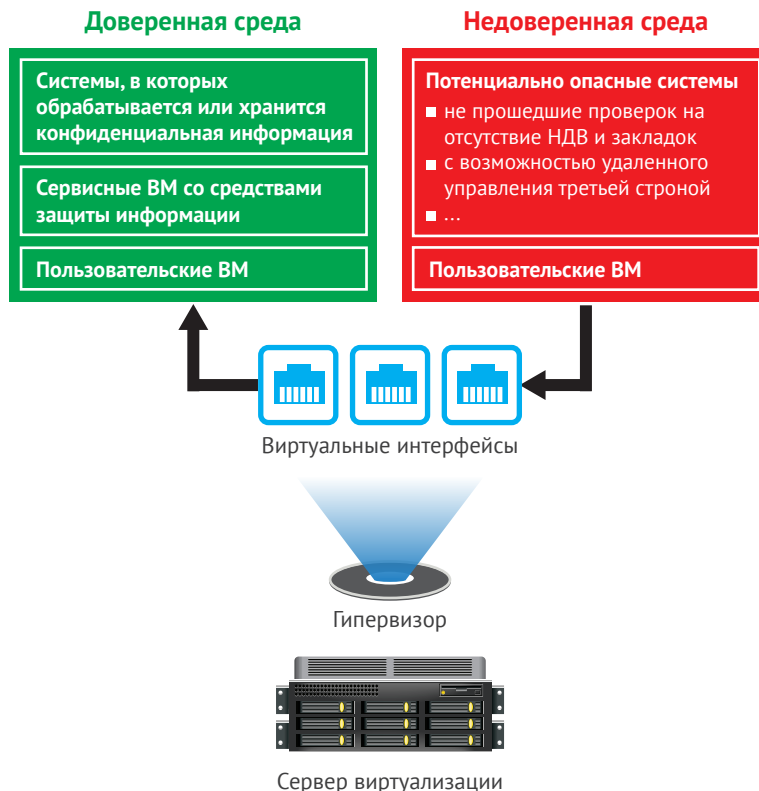 Доверенная среда
Системы, в которых
обрабатывается или хранится
конфиденциальная информация
Сервисные ВМ со средствами
защиты информации
Пользовательские ВМ
Недоверенная среда
Потенциально опасные системы
■ не прошедшие проверок на
отсутствие НДВ и закладок
■ с возможностью удаленного
управления третьей строной
■ ...
Пользовательские ВМ
Виртуальные интерфейсы
Гипервизор
Сервер виртуализации